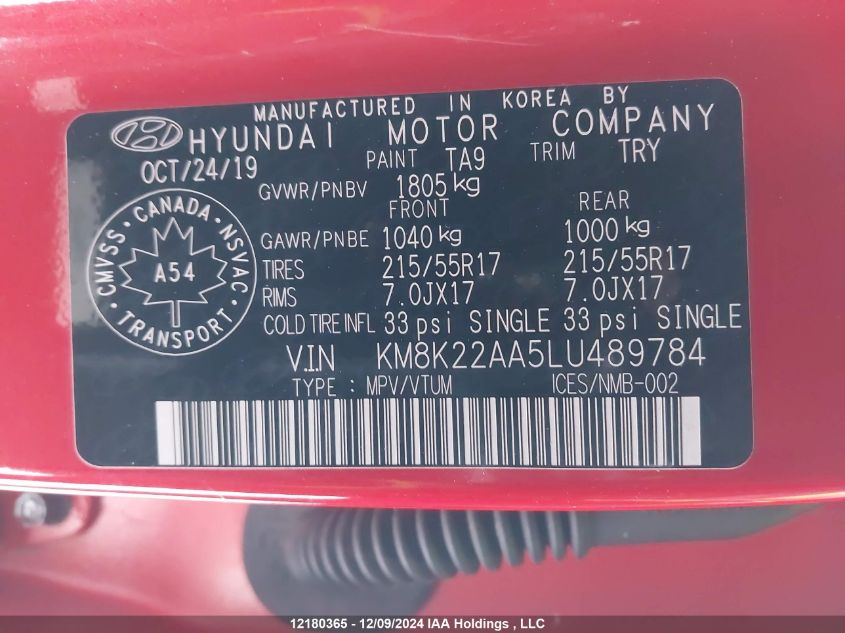 MANUFACTURED IN KOREA BY
HYUNDAI MOTOR COMPANY
OCT/24/19 PAINT TA9 TRIM TRY
GVWR/PNBV 1805 kg
FRONT REAR
GAWR/PNBE 1040 kg 1000 kg
TIRES 215/55R17 215/55R17
RIMS 7.0JX17 7.0JX17
COLD TIRE INFL 33 psi SINGLE 33 psi SINGLE
CMVSS · CANADA · NSVAC · TRANSPORT ·
A54
V.I.N KM8K22AA5LU489784
TYPE : MPV/VTUM ICES/NMB-002
12180365 - 12/09/2024 IAA Holdings , LLC